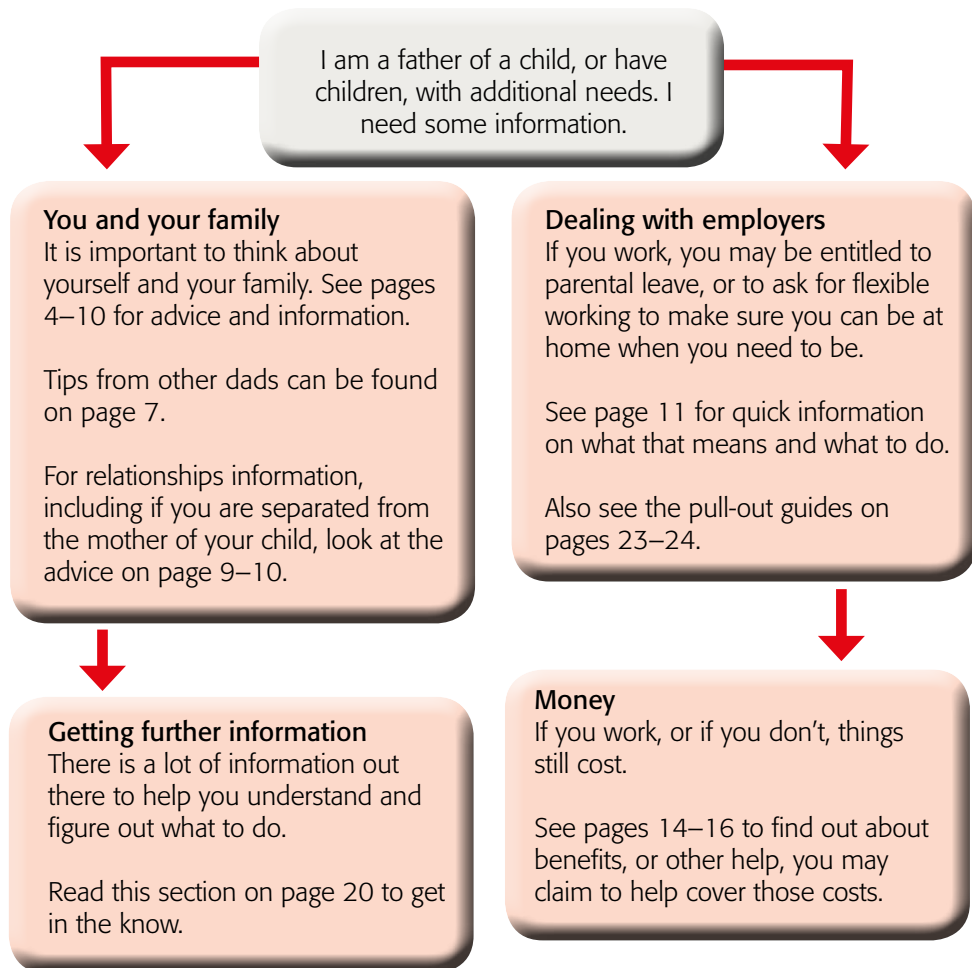 I am a father of a child, or have
children, with additional needs. I
need some information.
You and your family
It is important to think about
yourself and your family. See pages
4–10 for advice and information.
Tips from other dads can be found
on page 7.
For relationships information,
including if you are separated from
the mother of your child, look at the
advice on page 9–10.
Dealing with employers
If you work, you may be entitled to
parental leave, or to ask for flexible
working to make sure you can be at
home when you need to be.
See page 11 for quick information
on what that means and what to do.
Also see the pull-out guides on
pages 23–24.
Getting further information
There is a lot of information out
there to help you understand and
figure out what to do.
Read this section on page 20 to get
in the know.
Money
If you work, or if you don't, things
still cost.
See pages 14–16 to find out about
benefits, or other help, you may
claim to help cover those costs.